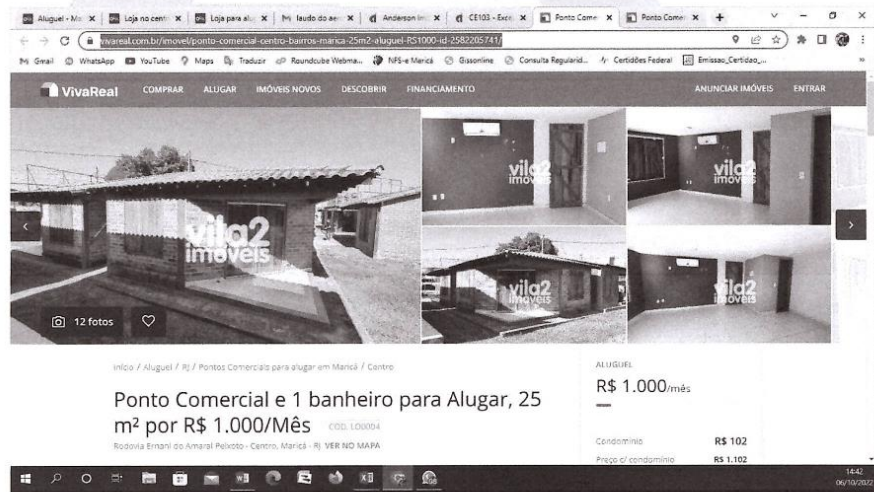 Aluguel - Ma
Loja no centr
Loja para alu
laudo do aer
Anderson Im
CE103 - Exce
Ponto Comer
Ponto Comer
vivareal.com.br/imovel/ponto-comercial-centro-bairros-marica-25m2-aluguel-RS1000-id-2582205741/
Gmail
WhatsApp
YouTube
Maps
Traduzir
Roundcube Webma...
NFS-e Maricá
Gissonline
Consulta Regularid...
Certidões Federal
Emissao_Certidao_...
VivaReal
COMPRAR
ALUGAR
IMÓVEIS NOVOS
DESCOBRIR
FINANCIAMENTO
ANUNCIAR IMÓVEIS
ENTRAR
vila2
imóveis
vila2
imóveis
vila2
imóveis
vila2
imóveis
vila2
imóveis
12 fotos
Início / Aluguel / RJ / Pontos Comerciais para alugar em Maricá / Centro
Ponto Comercial e 1 banheiro para Alugar, 25
m² por R$ 1.000/Mês COD. LO0004
Rodovia Ernani do Amaral Peixoto - Centro, Maricá - RJ VER NO MAPA
ALUGUEL
R$ 1.000/mês
Condomínio R$ 102
Preço c/ condomínio R$ 1.102
14:42
06/10/2022